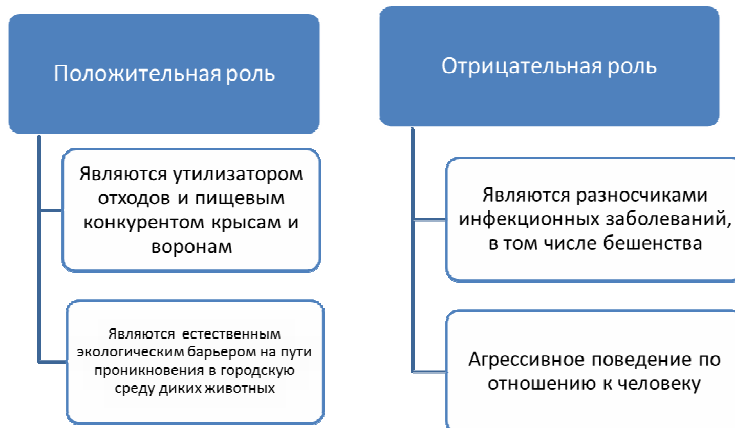 Положительная роль
Являются утилизатором
отходов и пищевым
конкурентом крысам и
воронам
Являются естественным
экологическим барьером на пути
проникновения в городскую
среду диких животных
Отрицательная роль
Являются разносчиками
инфекционных заболеваний,
в том числе бешенства
Агрессивное поведение по
отношению к человеку